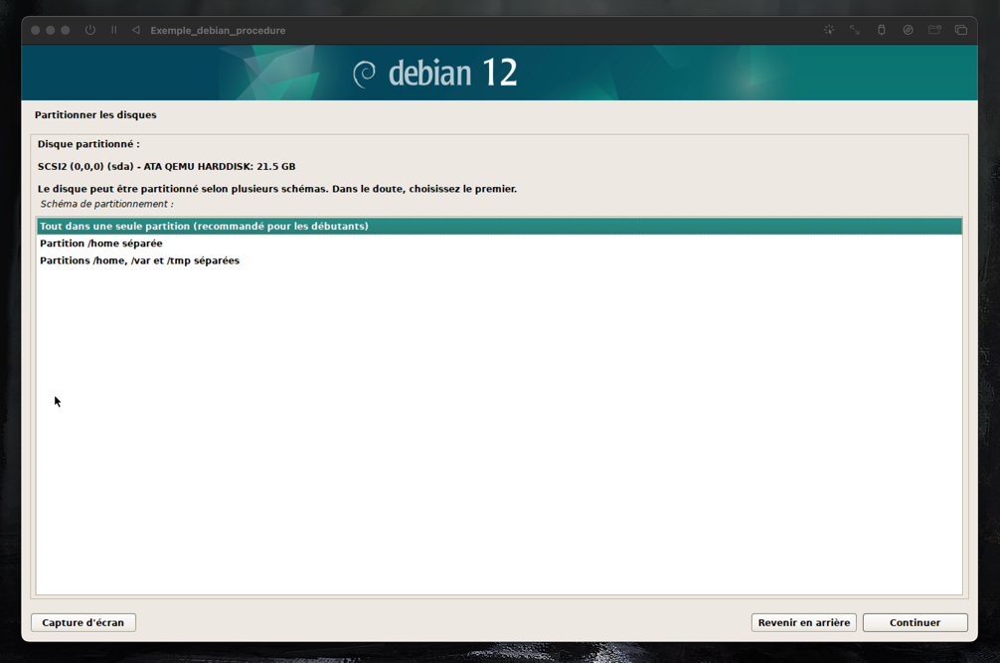 Exemple_debian_procedure
debian 12
Partitionner les disques
Disque partitionné :
SCSI2 (0,0,0) (sda) - ATA QEMU HARDDISK: 21.5 GB
Le disque peut être partitionné selon plusieurs schémas. Dans le doute, choisissez le premier.
Schéma de partitionnement :
Tout dans une seule partition (recommandé pour les débutants)
Partition /home séparée
Partitions /home, /var et /tmp séparées
Capture d'écran
Revenir en arrière
Continuer